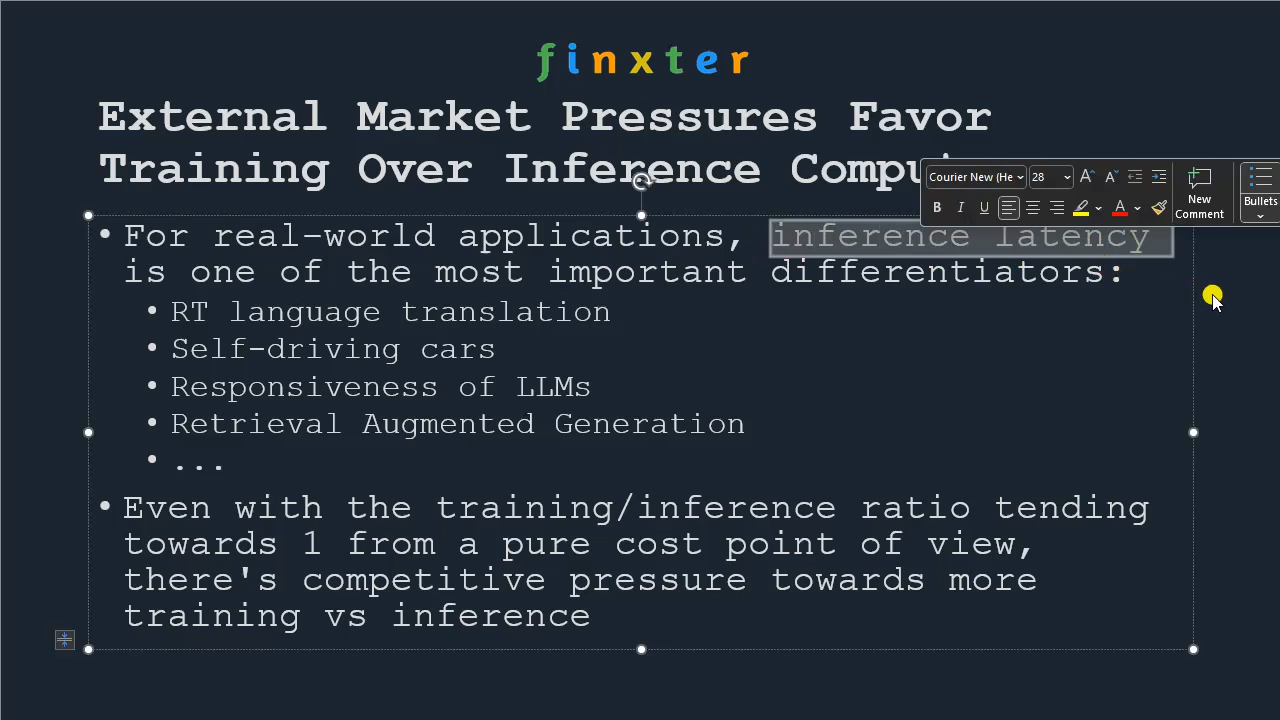 finxter
External Market Pressures Favor
Training Over Inference
Courier New (He
28
New
Comment
Bullets
B I U A
• For real-world applications, inference latency
is one of the most important differentiators:
• RT language translation
• Self-driving cars
• Responsiveness of LLMs
• Retrieval Augmented Generation
• ...
• Even with the training/inference ratio tending
towards 1 from a pure cost point of view,
there's competitive pressure towards more
training vs inference